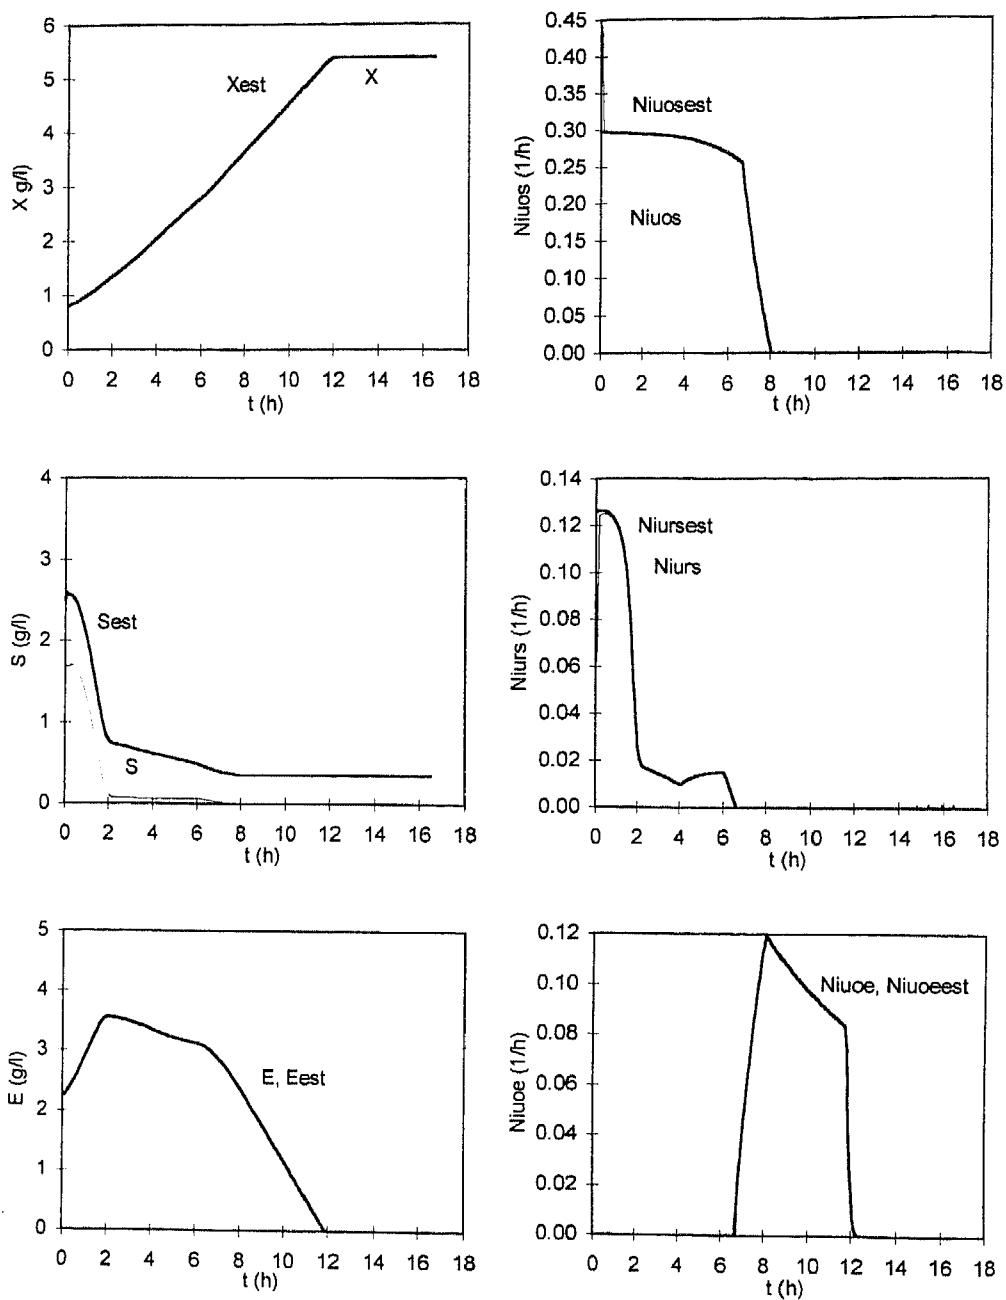 6
5
4
3
2
1
0
X g/l
Xest
X
0 2 4 6 8 10 12 14 16 18
t (h)
0.45
0.40
0.35
0.30
0.25
0.20
0.15
0.10
0.05
0.00
Niuos (1/h)
Niuosest
Niuos
0 2 4 6 8 10 12 14 16 18
t (h)
4
3
2
1
0
S (g/l)
Sest
S
0 2 4 6 8 10 12 14 16 18
t (h)
0.14
0.12
0.10
0.08
0.06
0.04
0.02
0.00
Niurs (1/h)
Niursest
Niurs
0 2 4 6 8 10 12 14 16 18
t (h)
5
4
3
2
1
0
E (g/l)
E, Eest
0 2 4 6 8 10 12 14 16 18
t (h)
0.12
0.10
0.08
0.06
0.04
0.02
0.00
Niuoe (1/h)
Niuoe, Niuoeest
0 2 4 6 8 10 12 14 16 18
t (h)